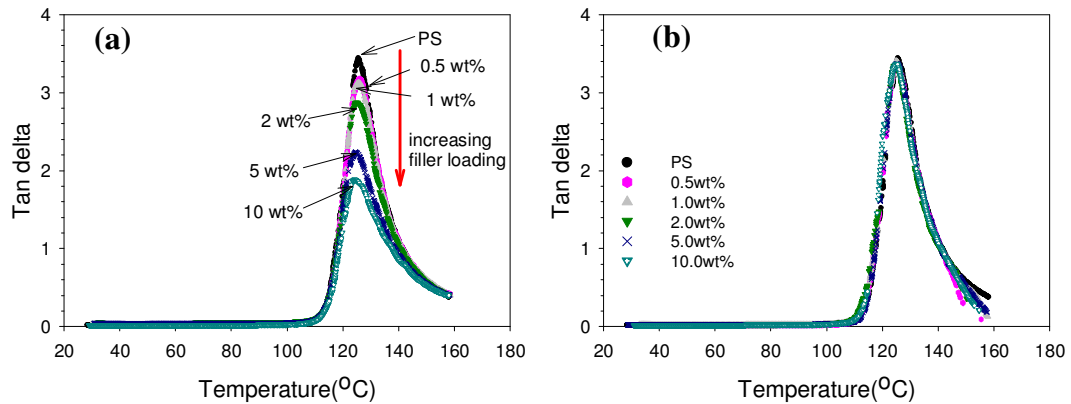 (a)
4
3
2
1
0
Tan delta
PS
0.5 wt%
1 wt%
2 wt%
5 wt%
10 wt%
increasing
filler loading
20 40 60 80 100 120 140 160 180
Temperature(°C)
(b)
4
3
2
1
0
Tan delta
PS
0.5wt%
1.0wt%
2.0wt%
5.0wt%
10.0wt%
20 40 60 80 100 120 140 160 180
Temperature(°C)